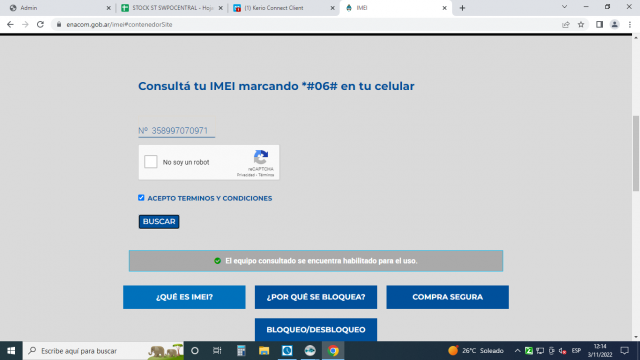 Admin
STOCK ST SWPOCENTRAL - Hoja
(1) Kerio Connect Client
IMEI
enacom.gob.ar/imei#contenedorSite
Consultá tu IMEI marcando *#06# en tu celular
Nº 358997070971
No soy un robot
reCAPTCHA
Privacidad - Términos
ACEPTO TERMINOS Y CONDICIONES
BUSCAR
El equipo consultado se encuentra habilitado para el uso.
¿QUÉ ES IMEI?
¿POR QUÉ SE BLOQUEA?
COMPRA SEGURA
BLOQUEO/DESBLOQUEO
Escribe aquí para buscar
26°C Soleado
ESP
12:14
3/11/2022